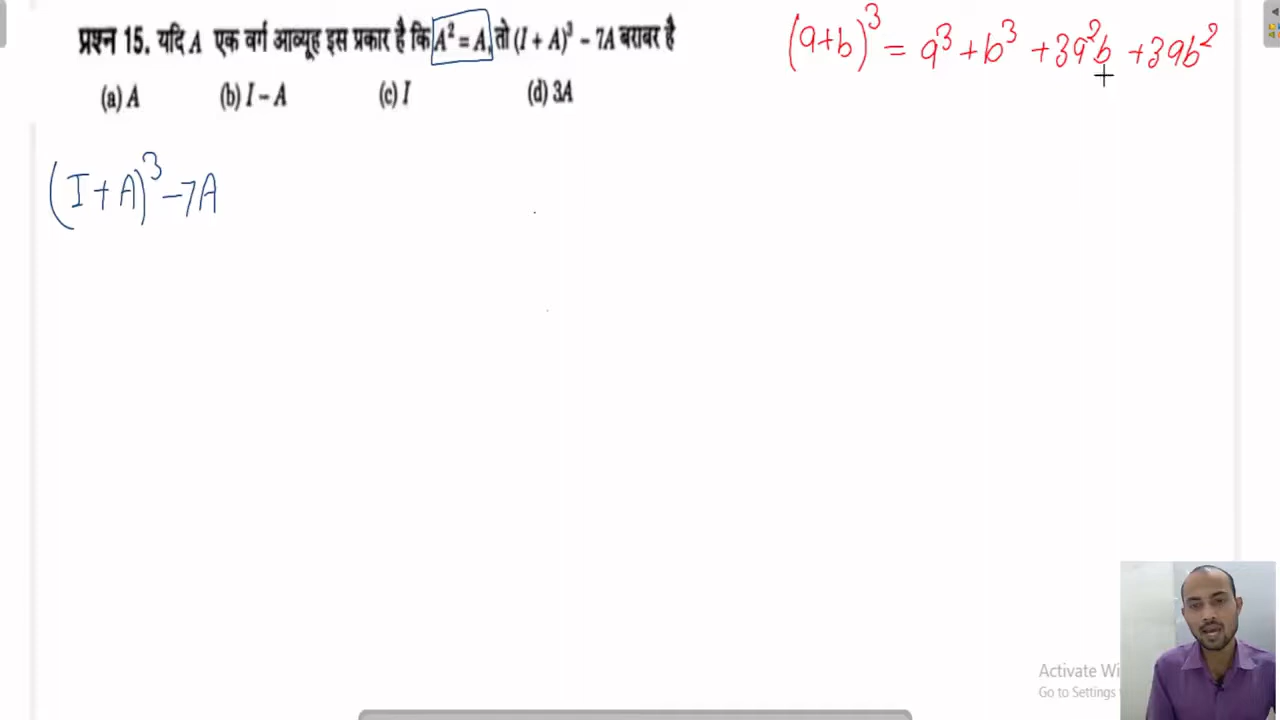 प्रश्न 15. यदि A एक वर्ग आव्यूह इस प्रकार है कि A² = A, तो (I + A)³ – 7A बराबर है
(a) A (b) I – A (c) I (d) 3A
(a+b)³ = a³ + b³ + 3a²b + 3ab²
(I + A)³ – 7A
Activate Wi
Go to Settings